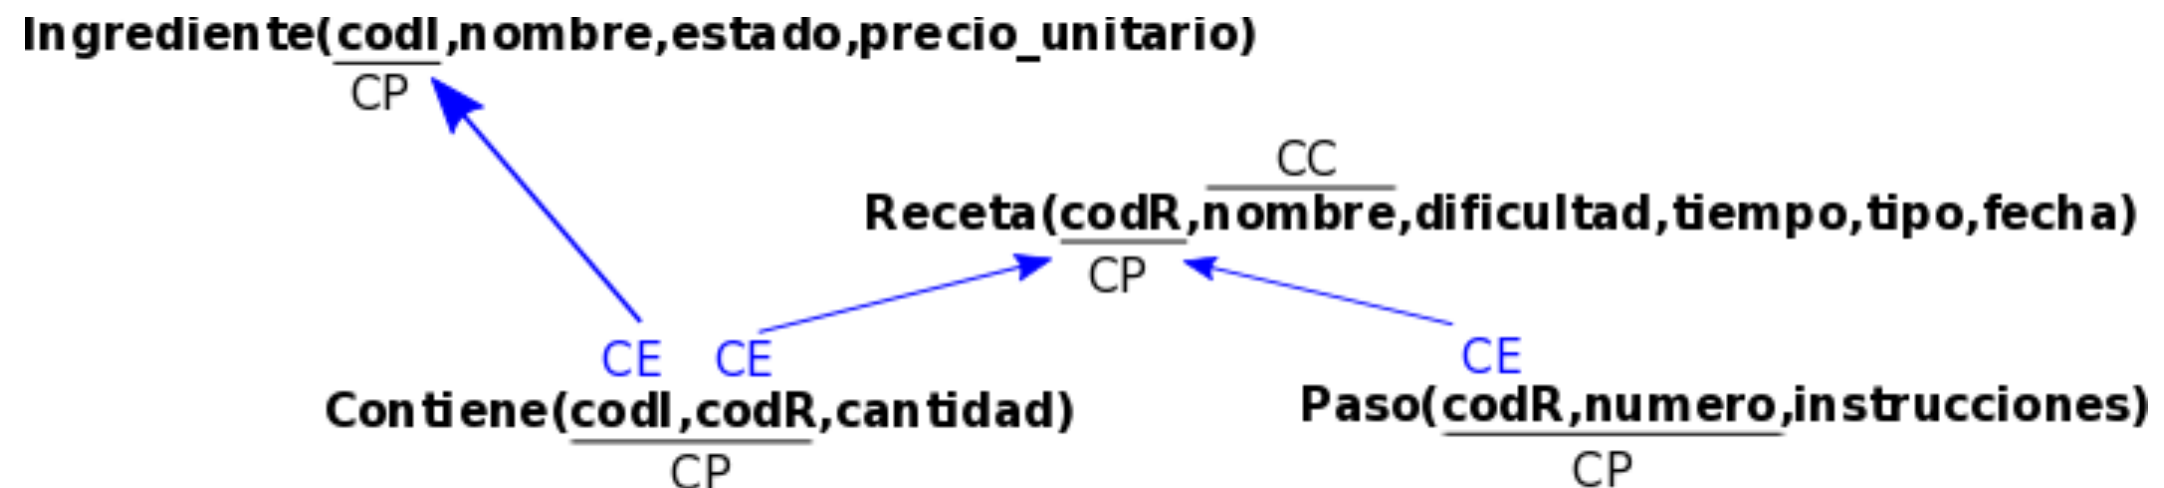 Ingrediente(codI,nombre,estado,precio_unitario)
CP
CC
Receta(codR,nombre,dificultad,tiempo,tipo,fecha)
CP
CE CE
Contiene(codI,codR,cantidad)
CP
CE
Paso(codR,numero,instrucciones)
CP